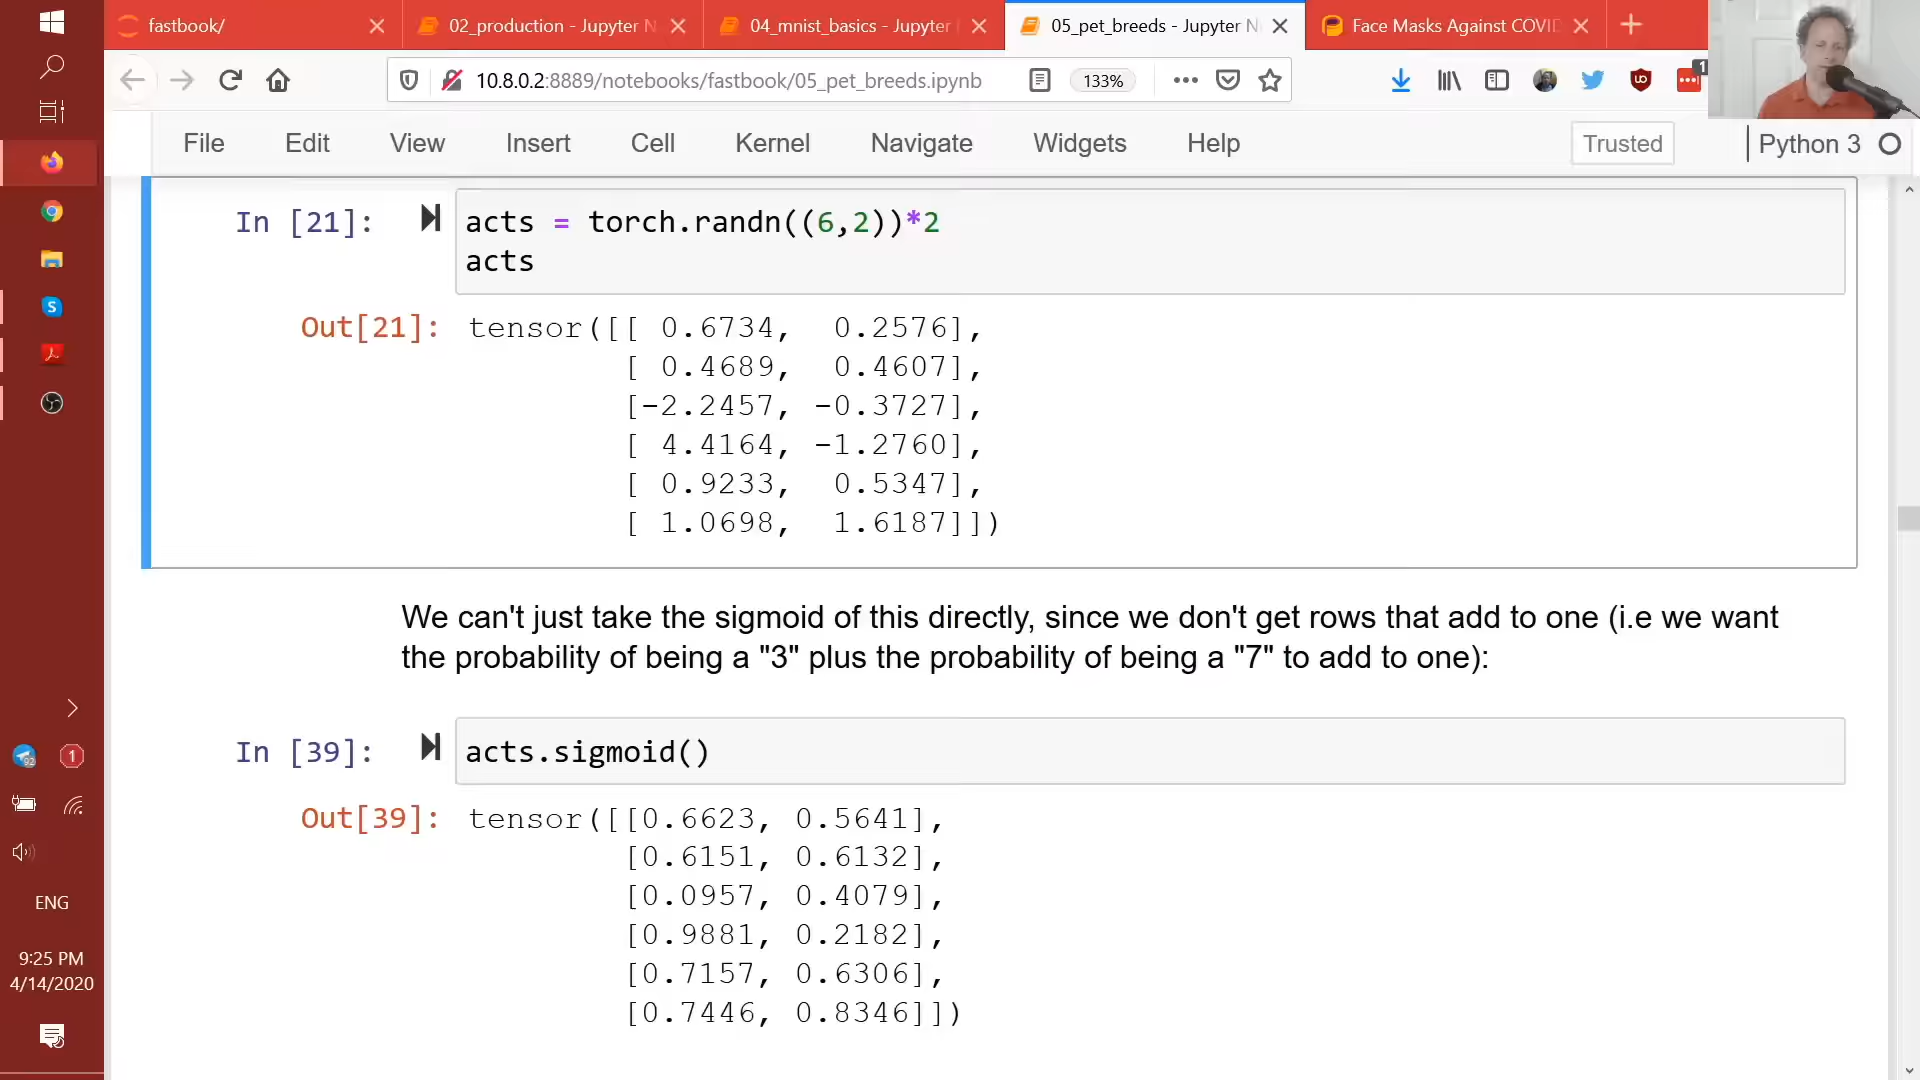 fastbook/
02_production - Jupyter N
04_mnist_basics - Jupyter
05_pet_breeds - Jupyter N
Face Masks Against COVI
10.8.0.2:8889/notebooks/fastbook/05_pet_breeds.ipynb
133%
1
File Edit View Insert Cell Kernel Navigate Widgets Help
Trusted
Python 3
In [21]:
acts = torch.randn((6,2))*2
acts
Out[21]:
tensor([[ 0.6734,  0.2576],
[ 0.4689,  0.4607],
[-2.2457, -0.3727],
[ 4.4164, -1.2760],
[ 0.9233,  0.5347],
[ 1.0698,  1.6187]])
We can't just take the sigmoid of this directly, since we don't get rows that add to one (i.e we want
the probability of being a "3" plus the probability of being a "7" to add to one):
In [39]:
acts.sigmoid()
Out[39]:
tensor([[0.6623, 0.5641],
[0.6151, 0.6132],
[0.0957, 0.4079],
[0.9881, 0.2182],
[0.7157, 0.6306],
[0.7446, 0.8346]])
92
1
ENG
9:25 PM
4/14/2020